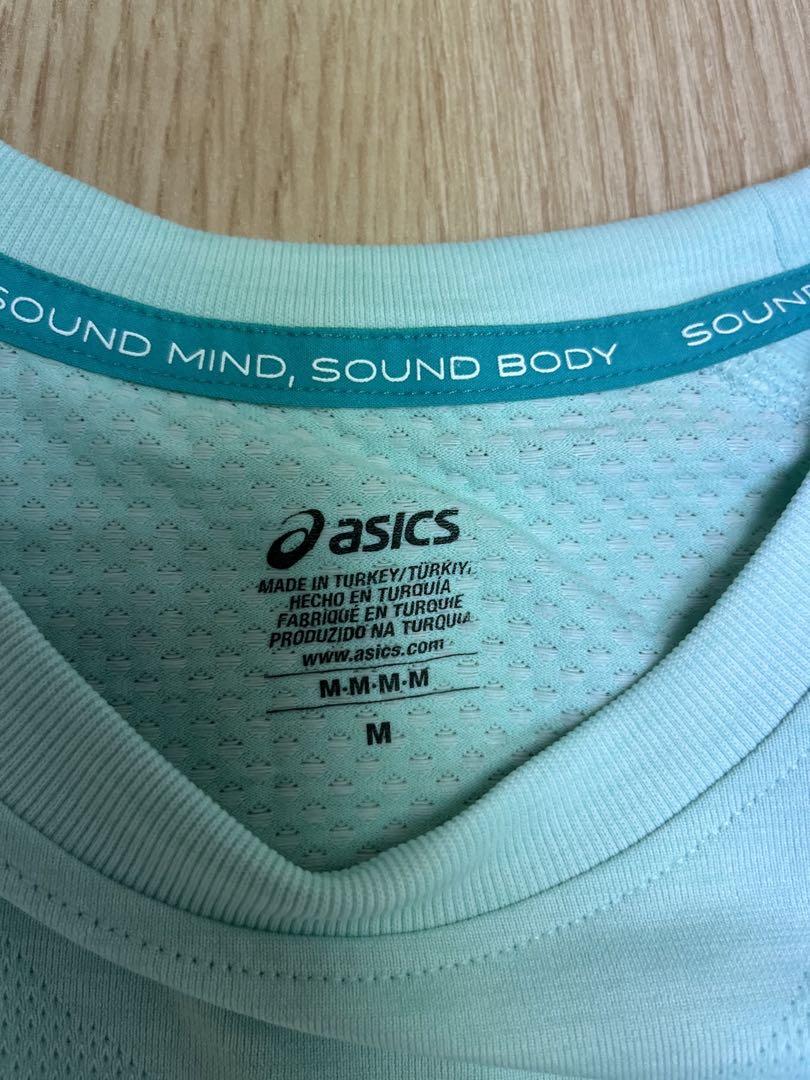 SOUND MIND, SOUND BODY SOUND
asics
MADE IN TURKEY/TÜRKIY
HECHO EN TURQUÍA
FABRIQUÉ EN TURQUIE
PRODUZIDO NA TURQUIA
www.asics.com
M·M·M·M
M